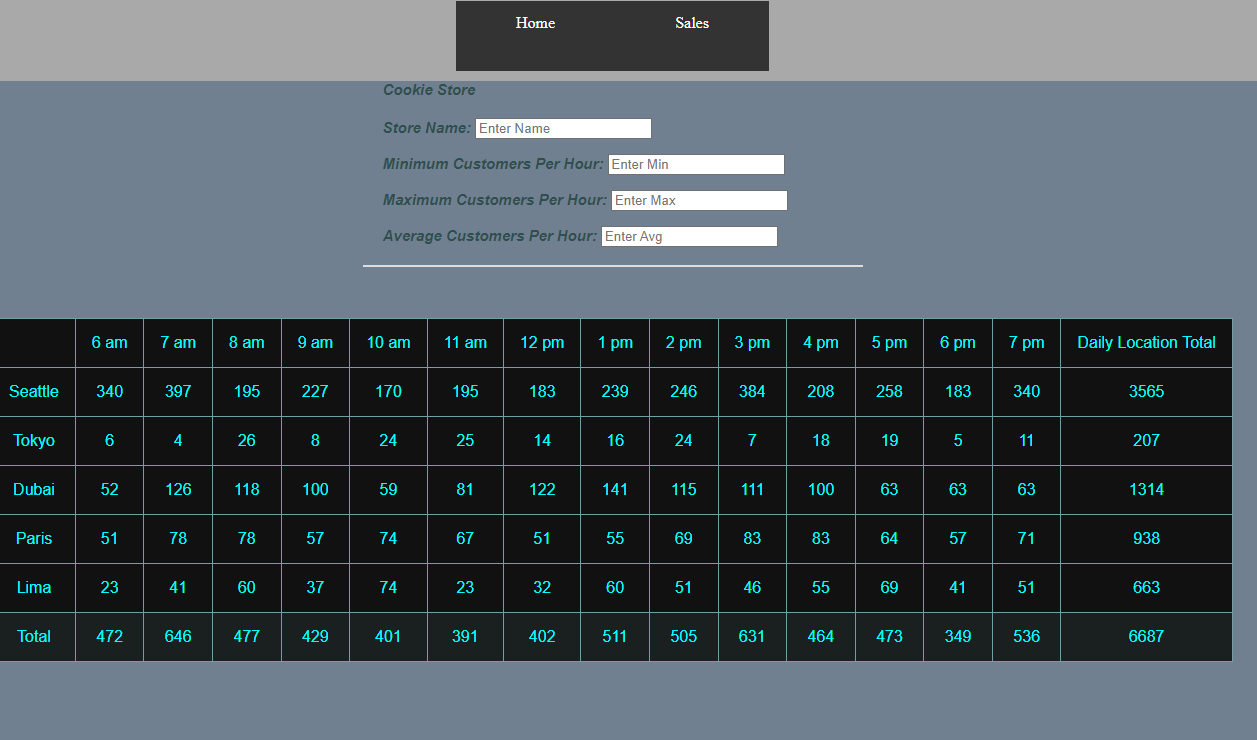 Home Sales
Cookie Store
Store Name: Enter Name
Minimum Customers Per Hour: Enter Min
Maximum Customers Per Hour: Enter Max
Average Customers Per Hour: Enter Avg
6 am 7 am 8 am 9 am 10 am 11 am 12 pm 1 pm 2 pm 3 pm 4 pm 5 pm 6 pm 7 pm Daily Location Total
Seattle 340 397 195 227 170 195 183 239 246 384 208 258 183 340 3565
Tokyo 6 4 26 8 24 25 14 16 24 7 18 19 5 11 207
Dubai 52 126 118 100 59 81 122 141 115 111 100 63 63 63 1314
Paris 51 78 78 57 74 67 51 55 69 83 83 64 57 71 938
Lima 23 41 60 37 74 23 32 60 51 46 55 69 41 51 663
Total 472 646 477 429 401 391 402 511 505 631 464 473 349 536 6687